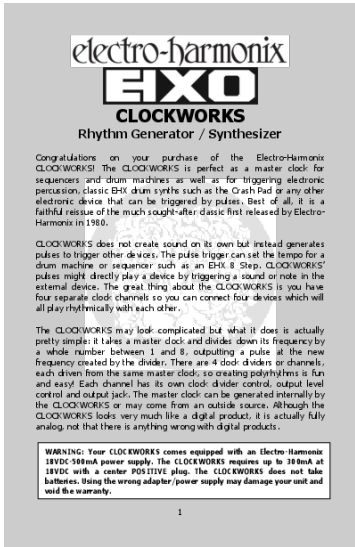 electro-harmonix
EHX
CLOCKWORKS
Rhythm Generator / Synthesizer
Congratulations on your purchase of the Electro-Harmonix
CLOCKWORKS! The CLOCKWORKS is perfect as a master clock for
sequencers and drum machines as well as for triggering electronic
percussion, classic EHX drum synths such as the Crash Pad or any other
electronic device that can be triggered by pulses. Best of all, it is a
faithful reissue of the much sought-after classic first released by Electro-
Harmonix in 1980.
CLOCKWORKS does not create sound on its own but instead generates
pulses to trigger other devices. The pulse trigger can set the tempo for a
drum machine or sequencer such as an EHX 8 Step. CLOCKWORKS'
pulses might directly play a device by triggering a sound or note in the
external device. The great thing about the CLOCKWORKS is you have
four separate clock channels so you can connect four devices which will
all play rhythmically with each other.
The CLOCKWORKS may look complicated but what it does is actually
pretty simple: it takes a master clock and divides down its frequency by
a whole number between 1 and 8, outputting a pulse at the new
frequency created by the divider. There are 4 clock dividers or channels,
each driven from the same master clock, so creating polyrhythms is fun
and easy! Each channel has its own clock divider control, output level
control and output jack. The master clock can be generated internally by
the CLOCKWORKS or may come from an outside source. Although the
CLOCKWORKS looks very much like a digital product, it is actually fully
analog, not that there is anything wrong with digital products.
WARNING: Your CLOCKWORKS comes equipped with an Electro-Harmonix
18VDC-500mA power supply. The CLOCKWORKS requires up to 300mA at
18VDC with a center POSITIVE plug. The CLOCKWORKS does not take
batteries. Using the wrong adapter/power supply may damage your unit and
void the warranty.
1